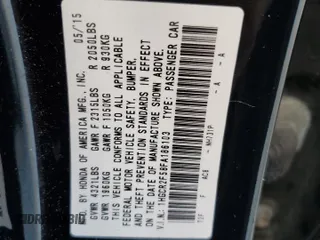 MFD. BY HONDA OF AMERICA MFG., INC. 05/15
GVWR 4321LBS GAWR F 2315LBS R 2050LBS
GVWR 1960KG GAWR F 1050KG R 930KG
THIS VEHICLE CONFORMS TO ALL APPLICABLE
FEDERAL MOTOR VEHICLE SAFETY, BUMPER, AND
THEFT PREVENTION STANDARDS IN EFFECT
ON THE DATE OF MANUFACTURE SHOWN ABOVE.
1HGCR2F58FA186103 TYPE: PASSENGER CAR